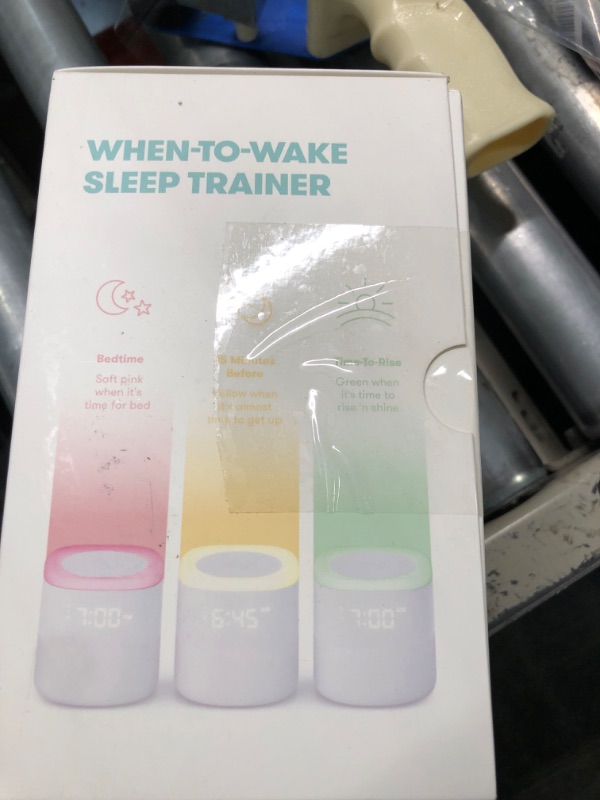 WHEN-TO-WAKE
SLEEP TRAINER
Bedtime
Soft pink
when it's
time for bed
15 Minutes
Before
Yellow when
it's almost
time to get up
Time-To-Rise
Green when
it's time to
rise 'n shine
7:00
6:45
7:00